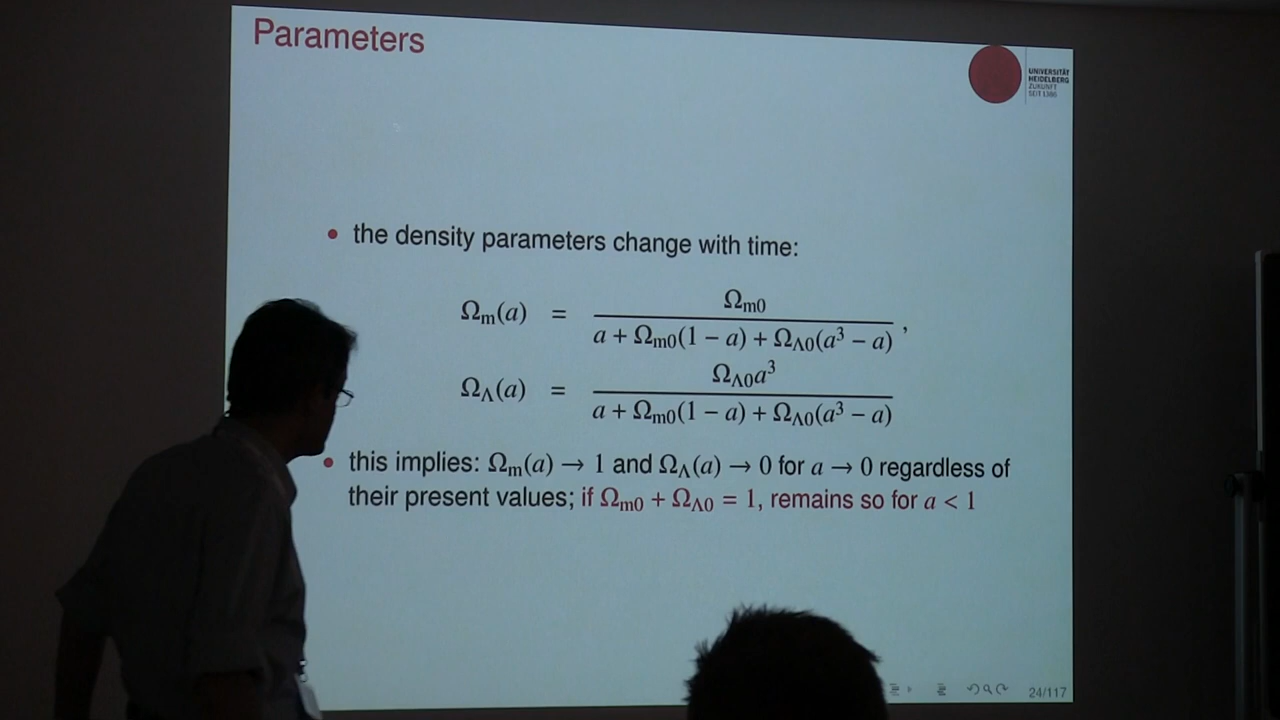 Parameters
UNIVERSITÄT
HEIDELBERG
ZUKUNFT
SEIT 1386
• the density parameters change with time:
Ωm(a) = Ωm0 / (a + Ωm0(1 − a) + ΩΛ0(a³ − a)) ,
ΩΛ(a) = ΩΛ0a³ / (a + Ωm0(1 − a) + ΩΛ0(a³ − a))
• this implies: Ωm(a) → 1 and ΩΛ(a) → 0 for a → 0 regardless of
their present values; if Ωm0 + ΩΛ0 = 1, remains so for a < 1
24/117